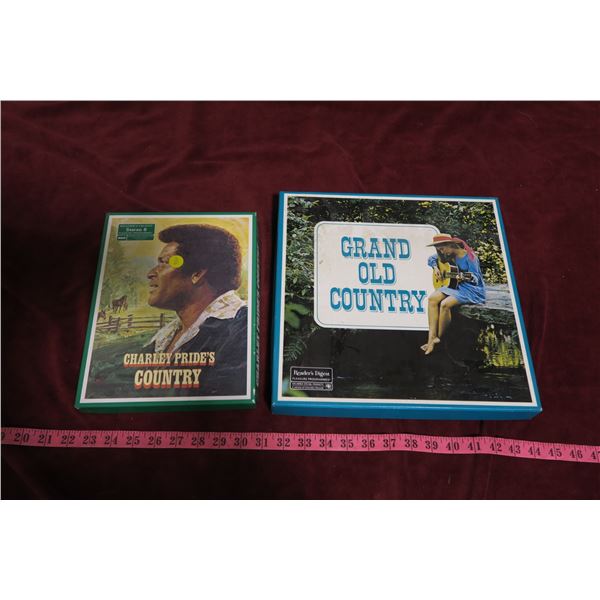 Stereo 8
CHARLEY PRIDE'S
COUNTRY
GRAND
OLD
COUNTRY
Reader's Digest
PLEASURE PROGRAMMED
20 21 22 23 24 25 26 27 28 29 30 31 32 33 34 35 36 37 38 39 40 41 42 43 44 45 46 47